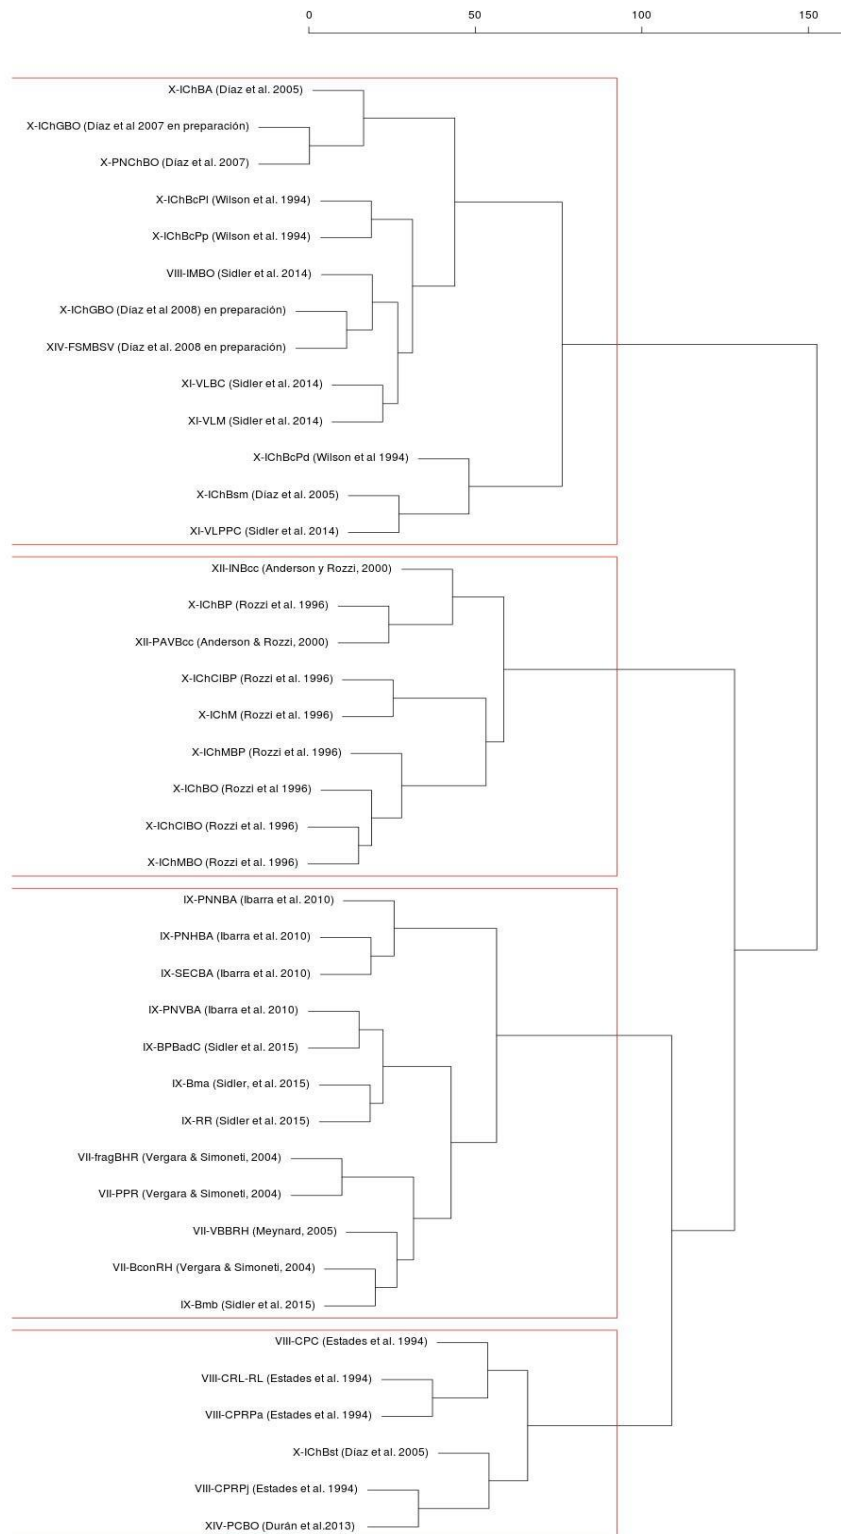 0 50 100 150
X-IChBA (Díaz et al. 2005)
X-IChGBO (Díaz et al 2007 en preparación)
X-PNChBO (Díaz et al. 2007)
X-IChBcPl (Wilson et al. 1994)
X-IChBcPp (Wilson et al. 1994)
VIII-IMBO (Sidler et al. 2014)
X-IChGBO (Díaz et al 2008) en preparación)
XIV-FSMBSV (Díaz et al. 2008 en preparación)
XI-VLBC (Sidler et al. 2014)
XI-VLM (Sidler et al. 2014)
X-IChBcPd (Wilson et al 1994)
X-IChBsm (Díaz et al. 2005)
XI-VLPPC (Sidler et al. 2014)
XII-INBcc (Anderson y Rozzi, 2000)
X-IChBP (Rozzi et al. 1996)
XII-PAVBcc (Anderson & Rozzi, 2000)
X-IChClBP (Rozzi et al. 1996)
X-IChM (Rozzi et al. 1996)
X-IChMBP (Rozzi et al. 1996)
X-IChBO (Rozzi et al 1996)
X-IChClBO (Rozzi et al. 1996)
X-IChMBO (Rozzi et al. 1996)
IX-PNNBA (Ibarra et al. 2010)
IX-PNHBA (Ibarra et al. 2010)
IX-SECBA (Ibarra et al. 2010)
IX-PNVBA (Ibarra et al. 2010)
IX-BPBadC (Sidler et al. 2015)
IX-Bma (Sidler, et al. 2015)
IX-RR (Sidler et al. 2015)
VII-fragBHR (Vergara & Simoneti, 2004)
VII-PPR (Vergara & Simoneti, 2004)
VII-VBBRH (Meynard, 2005)
VII-BconRH (Vergara & Simoneti, 2004)
IX-Bmb (Sidler et al. 2015)
VIII-CPC (Estades et al. 1994)
VIII-CRL-RL (Estades et al. 1994)
VIII-CPRPa (Estades et al. 1994)
X-IChBst (Díaz et al. 2005)
VIII-CPRPj (Estades et al. 1994)
XIV-PCBO (Durán et al.2013)